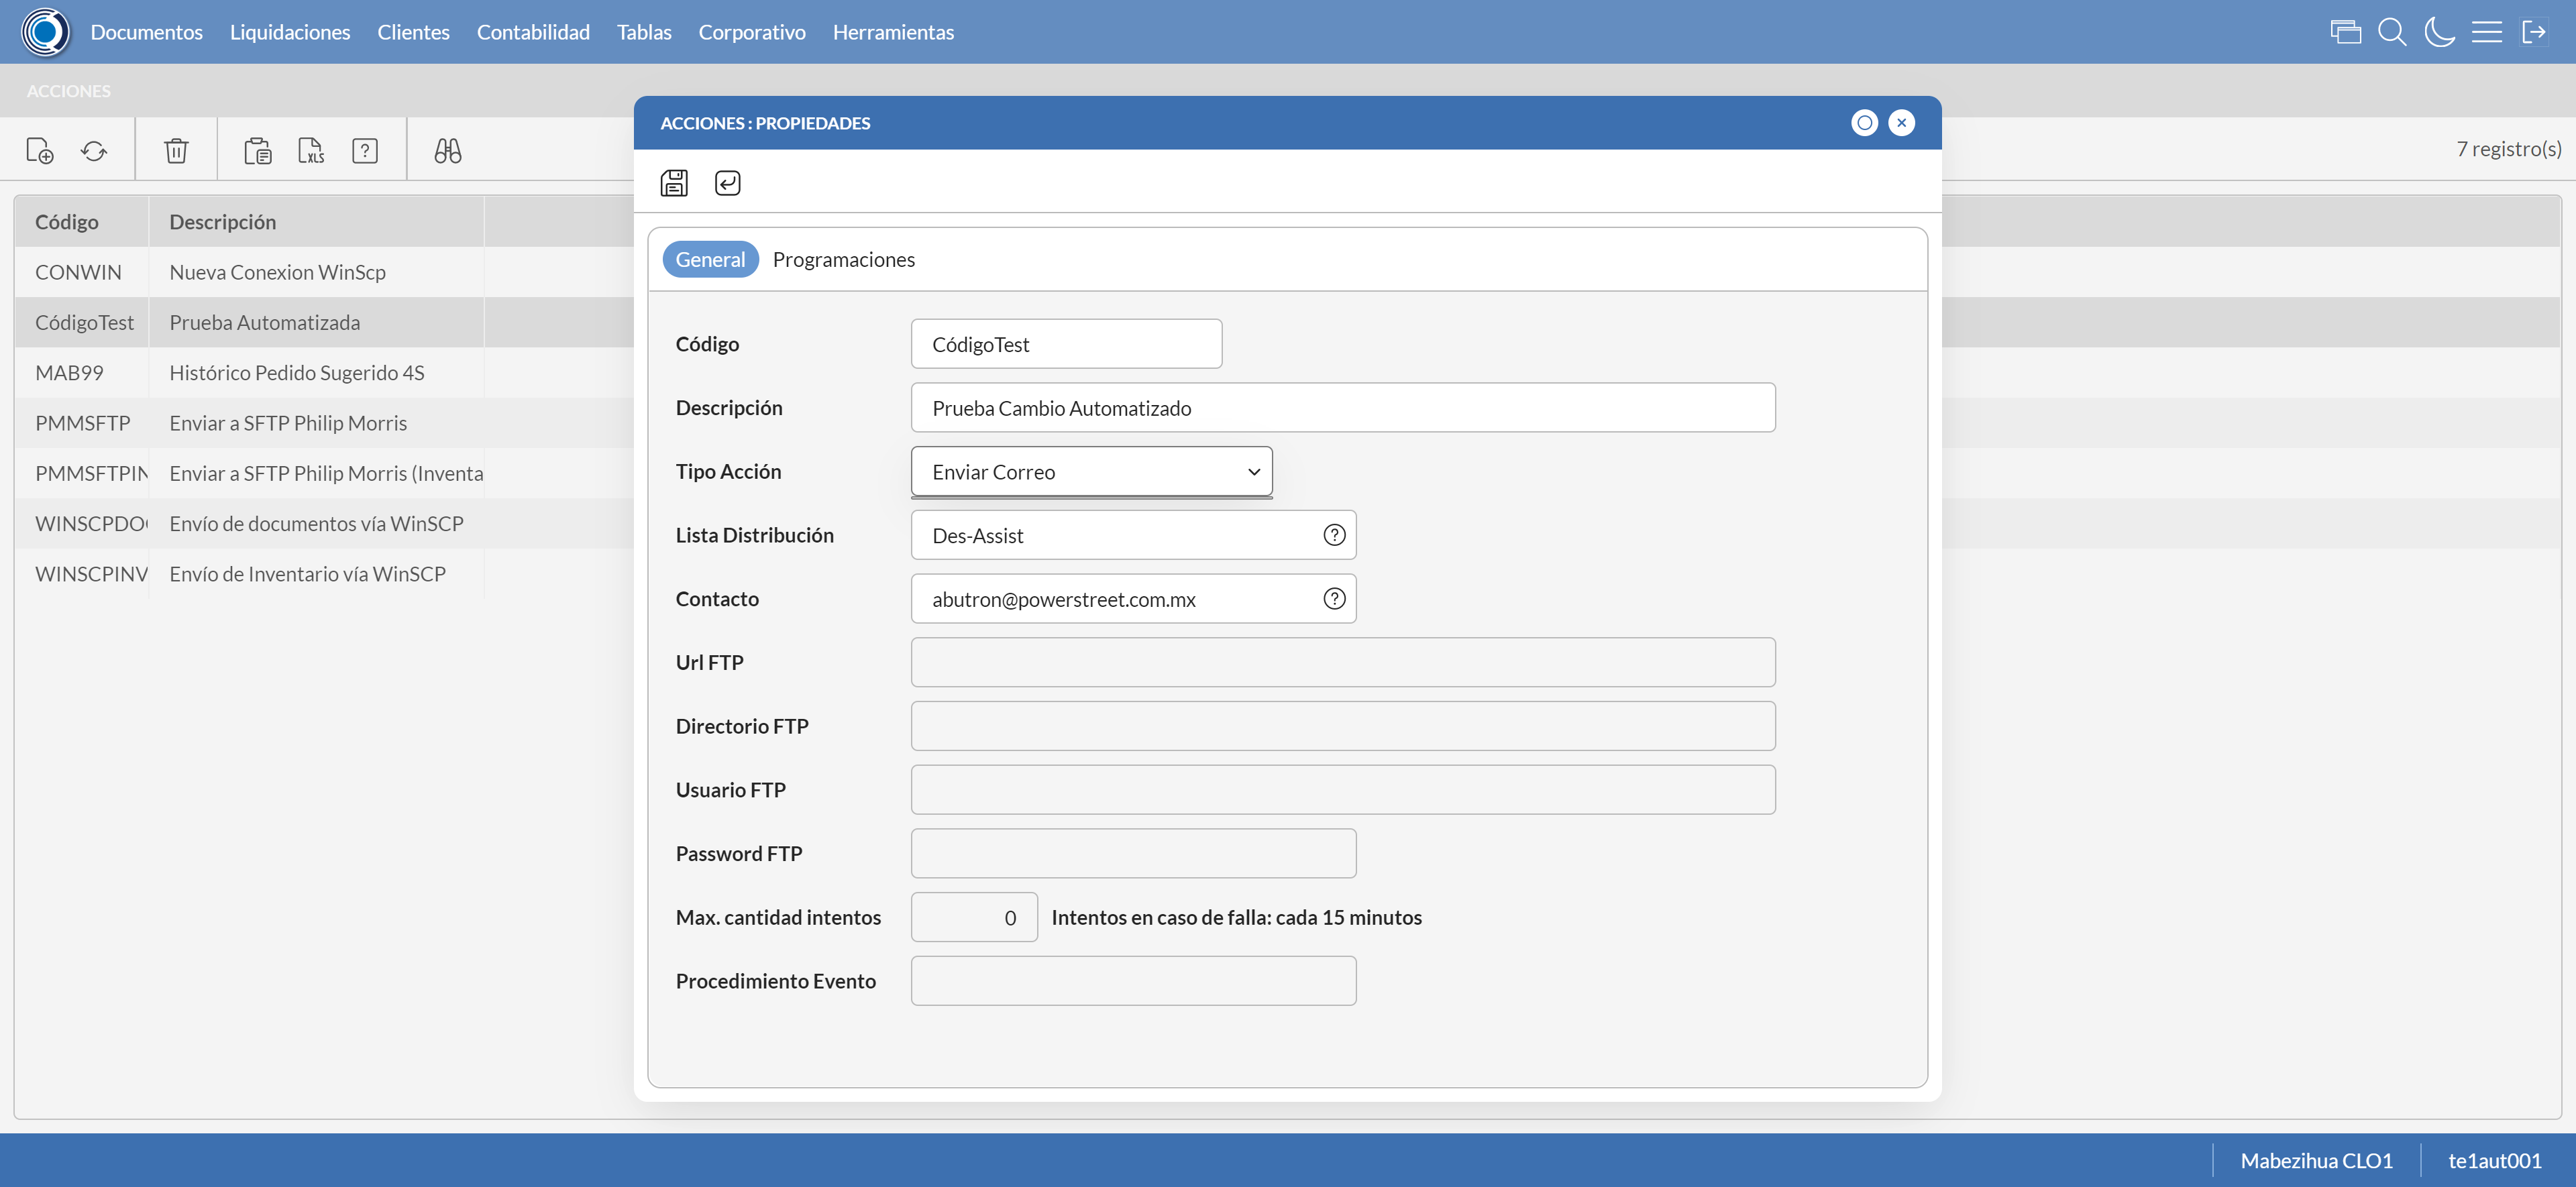 Documentos Liquidaciones Clientes Contabilidad Tablas Corporativo Herramientas
ACCIONES
XLS
7 registro(s)
Código Descripción
CONWIN Nueva Conexion WinScp
CódigoTest Prueba Automatizada
MAB99 Histórico Pedido Sugerido 4S
PMMSFTP Enviar a SFTP Philip Morris
PMMSFTPIN Enviar a SFTP Philip Morris (Inventa
WINSCPDO Envío de documentos vía WinSCP
WINSCPINV Envío de Inventario vía WinSCP
ACCIONES : PROPIEDADES
General Programaciones
Código CódigoTest
Descripción Prueba Cambio Automatizado
Tipo Acción Enviar Correo
Lista Distribución Des-Assist
Contacto abutron@powerstreet.com.mx
Url FTP
Directorio FTP
Usuario FTP
Password FTP
Max. cantidad intentos 0 Intentos en caso de falla: cada 15 minutos
Procedimiento Evento
Mabezihua CLO1 te1aut001